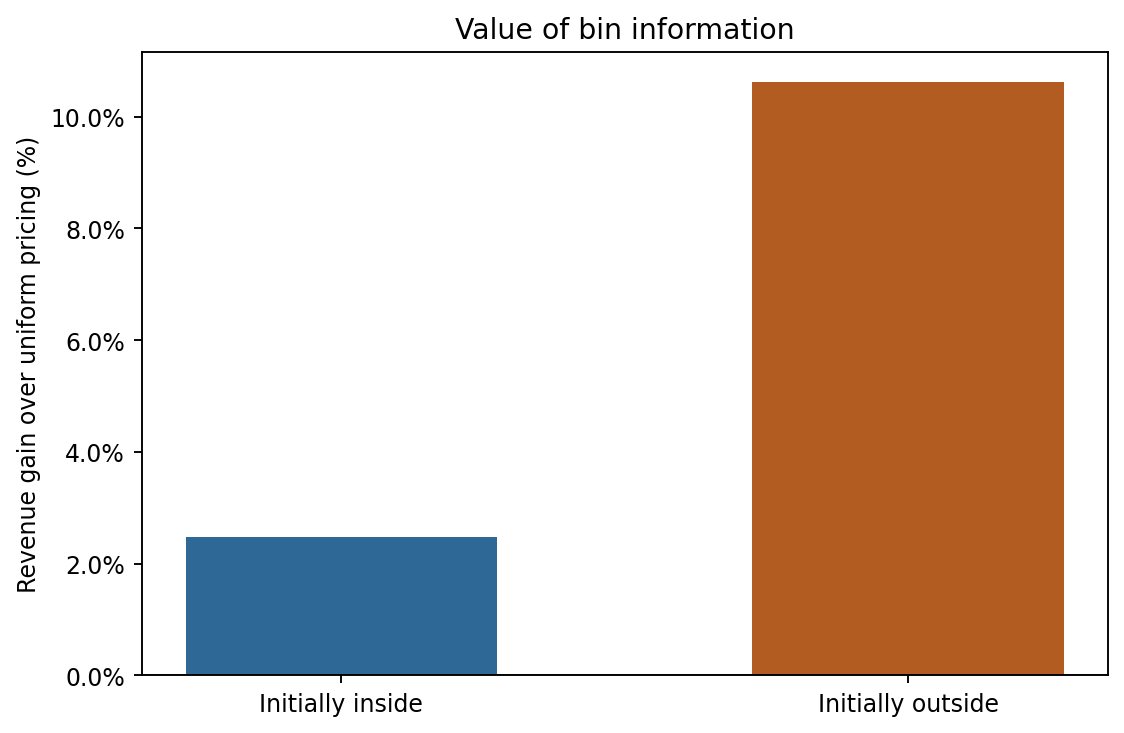 Value of bin information
Revenue gain over uniform pricing (%)
10.0%
8.0%
6.0%
4.0%
2.0%
0.0%
Initially inside
Initially outside